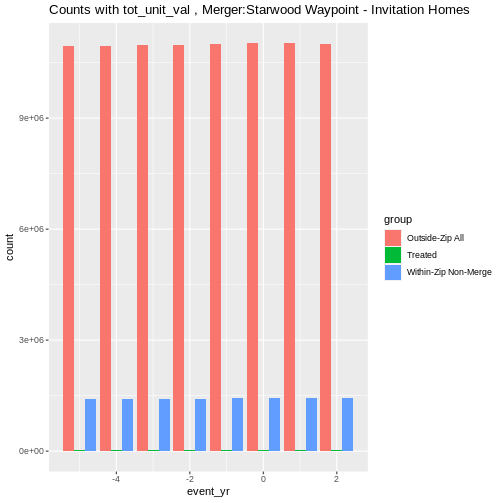 Counts with tot_unit_val , Merger:Starwood Waypoint - Invitation Homes
9e+06
6e+06
3e+06
0e+00
count
-4
-2
0
2
event_yr
group
Outside-Zip All
Treated
Within-Zip Non-Merge